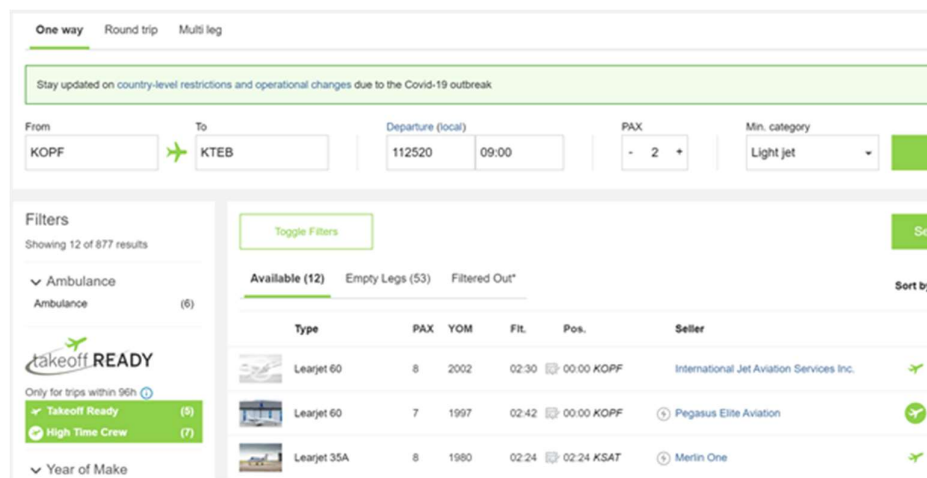 One way Round trip Multi leg
Stay updated on country-level restrictions and operational changes due to the Covid-19 outbreak
From To Departure (local) PAX Min. category
KOPF KTEB 112520 09:00 - 2 + Light jet
Filters
Showing 12 of 877 results
Ambulance
Ambulance (6)
takeoff READY
Only for trips within 96h
Takeoff Ready (5)
High Time Crew (7)
Year of Make
Toggle Filters
Available (12) Empty Legs (53) Filtered Out*
Sort by
Type PAX YOM Flt. Pos. Seller
Learjet 60 8 2002 02:30 00:00 KOPF International Jet Aviation Services Inc.
Learjet 60 7 1997 02:42 00:00 KOPF Pegasus Elite Aviation
Learjet 35A 8 1980 02:24 02:24 KSAT Merlin One